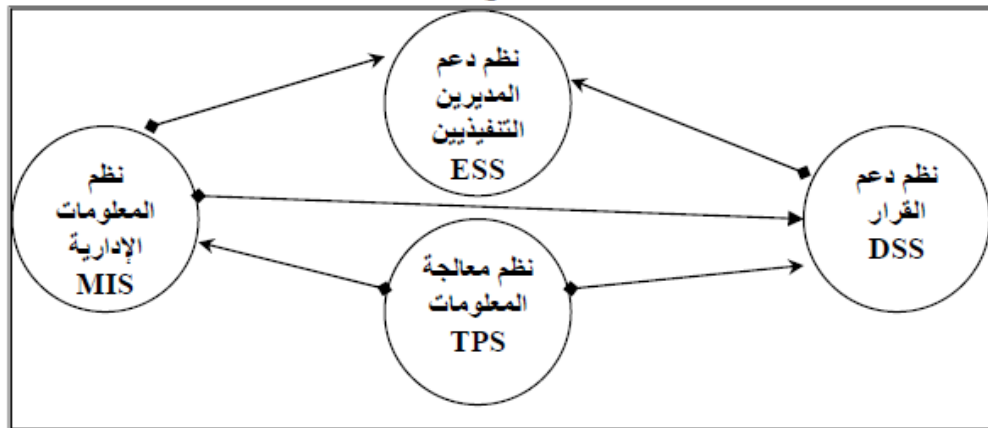 نظم دعم
المديرين
التنفيذيين
ESS
نظم
المعلومات
الإدارية
MIS
نظم دعم
القرار
DSS
نظم معالجة
المعلومات
TPS